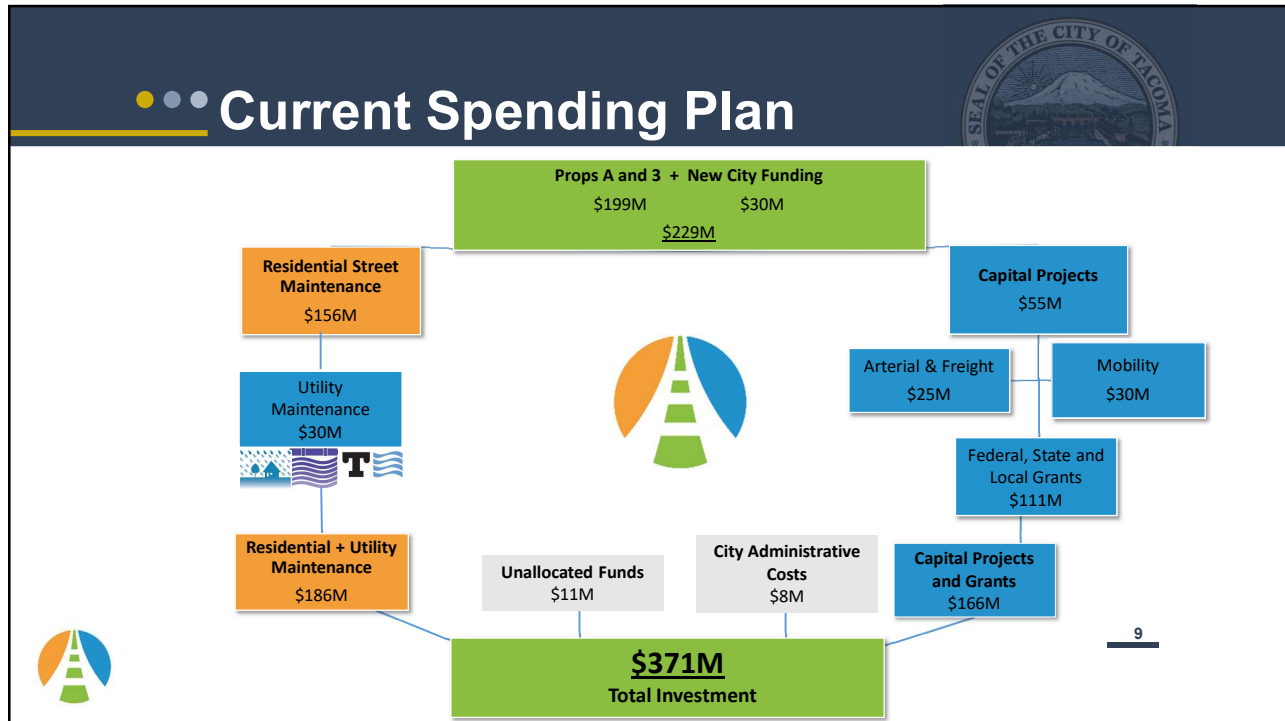 Current Spending Plan
SEAL OF THE CITY OF TACOMA
Props A and 3 + New City Funding
$199M $30M
$229M
Residential Street
Maintenance
$156M
Capital Projects
$55M
Utility
Maintenance
$30M
Arterial & Freight
$25M
Mobility
$30M
T
Federal, State and
Local Grants
$111M
Residential + Utility
Maintenance
$186M
Unallocated Funds
$11M
City Administrative
Costs
$8M
Capital Projects
and Grants
$166M
$371M
Total Investment
9